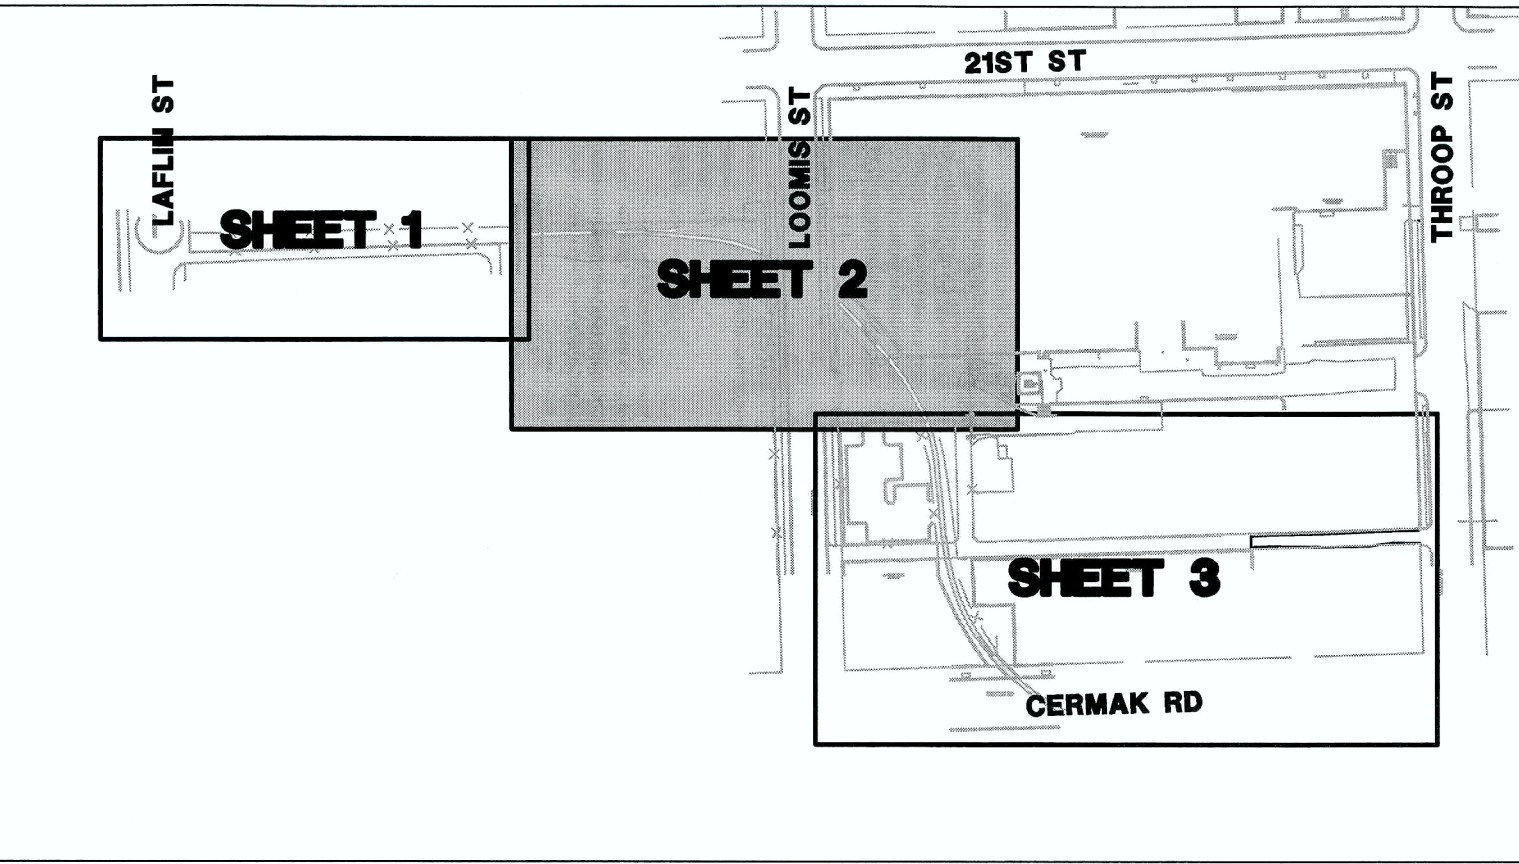 21ST ST
LAFLIN ST
LOOMIS ST
THROOP ST
SHEET 1
SHEET 2
SHEET 3
CERMAK RD